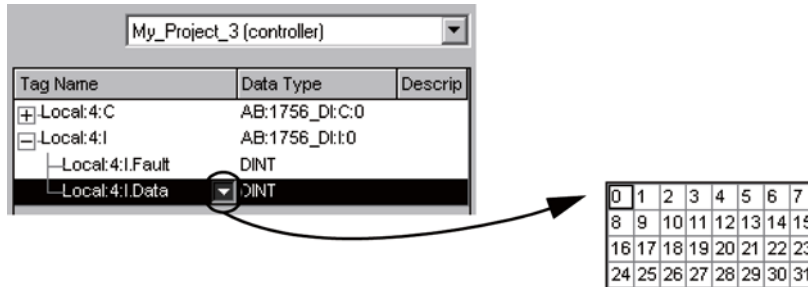 My_Project_3 (controller)
Tag Name Data Type Descrip
Local:4:C AB:1756_DI:C:0
Local:4:I AB:1756_DI:I:0
Local:4:I.Fault DINT
Local:4:I.Data DINT
0 1 2 3 4 5 6 7
8 9 10 11 12 13 14 15
16 17 18 19 20 21 22 23
24 25 26 27 28 29 30 31